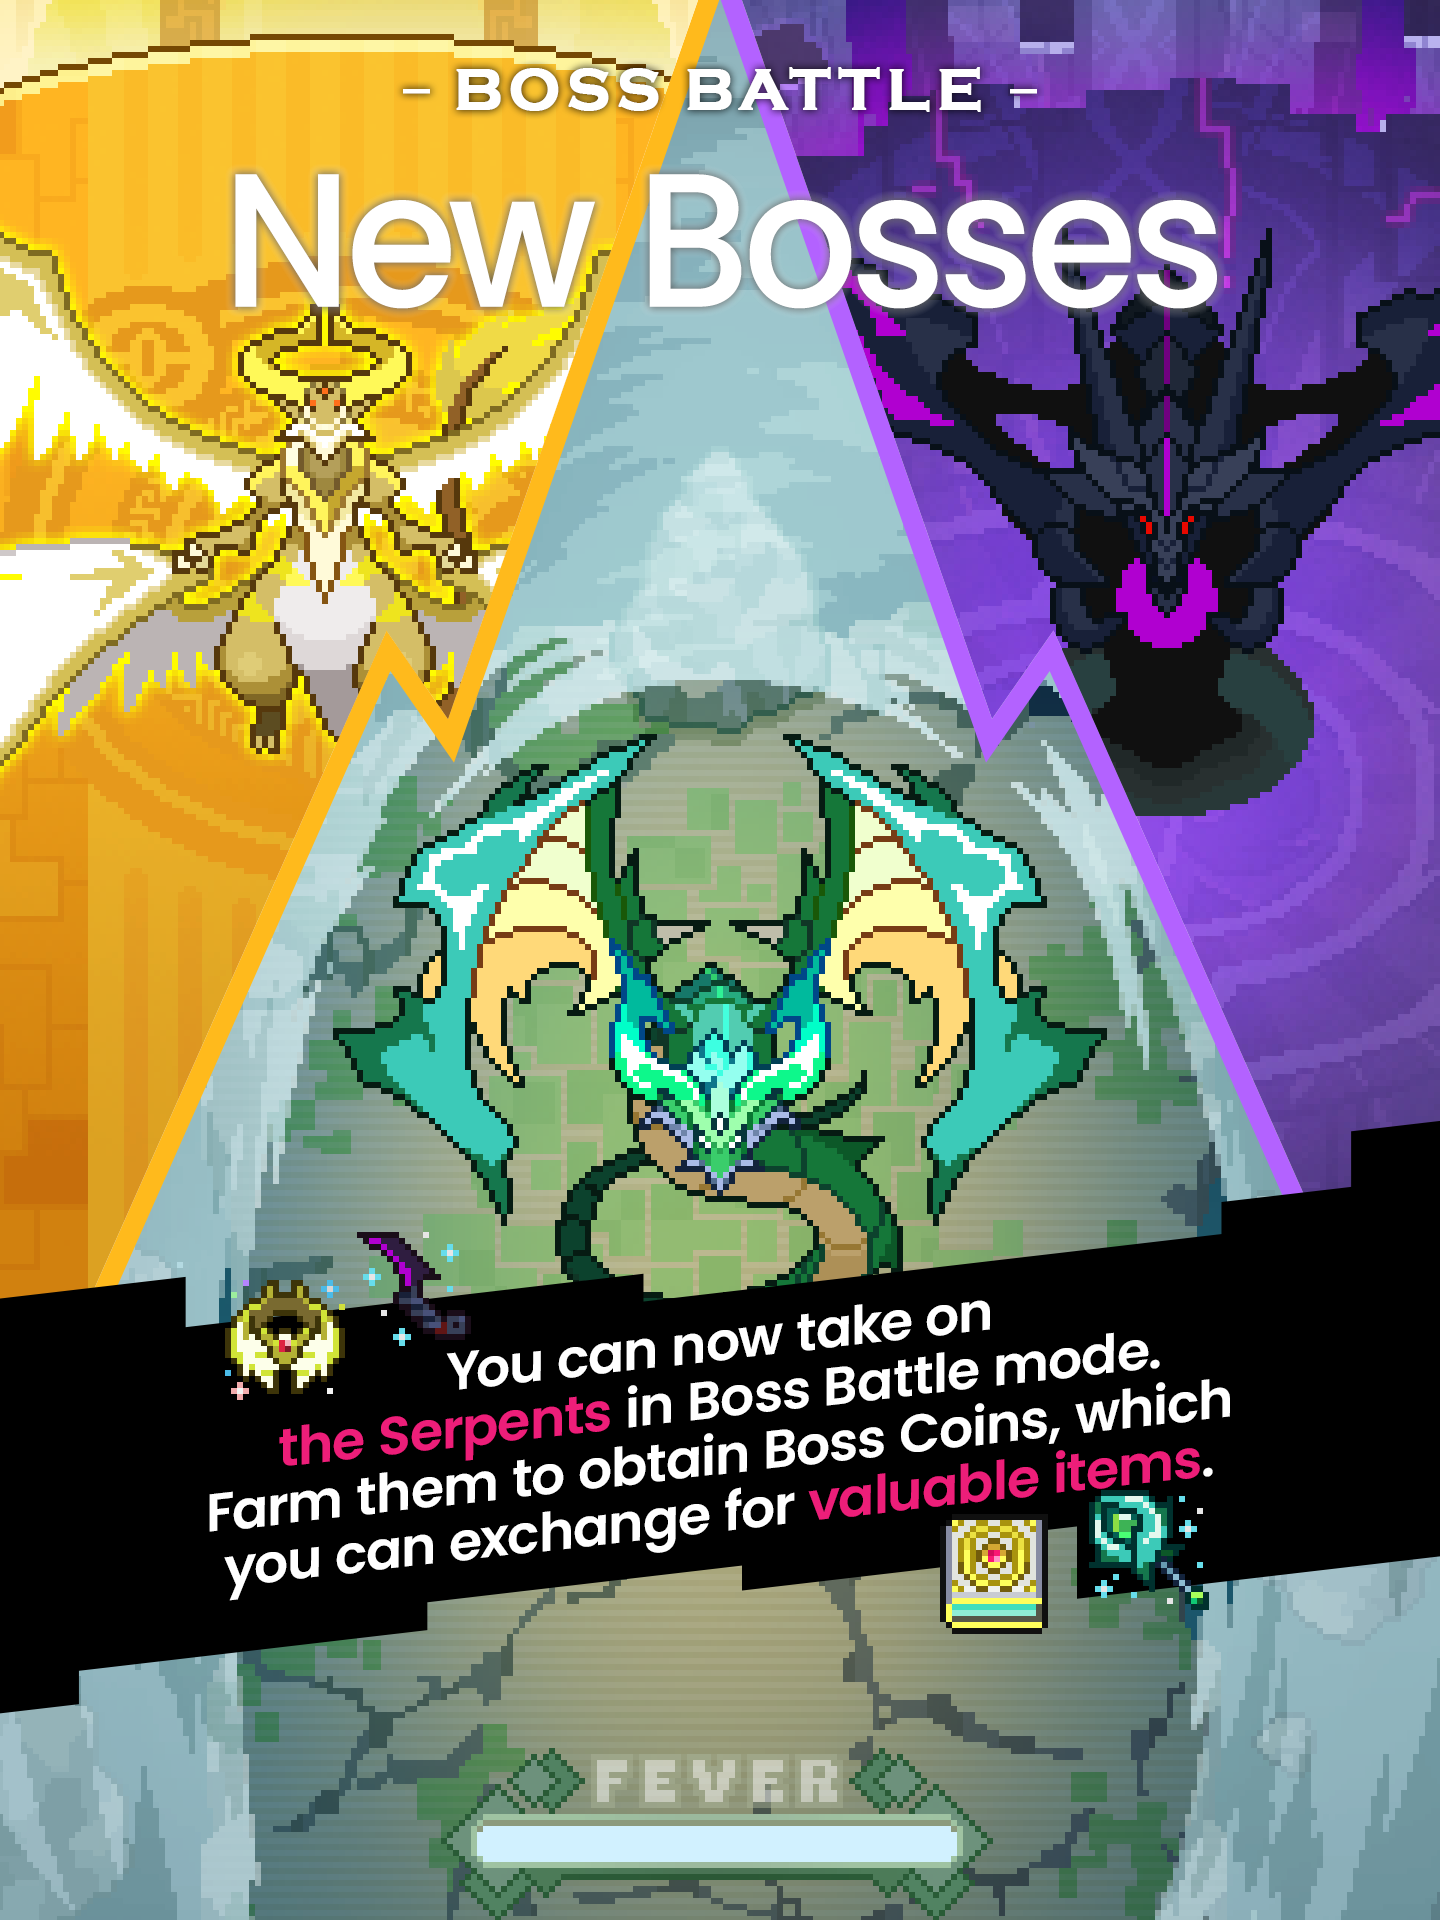 – BOSS BATTLE –
New Bosses
You can now take on
the Serpents in Boss Battle mode.
Farm them to obtain Boss Coins, which
you can exchange for valuable items.
FEVER